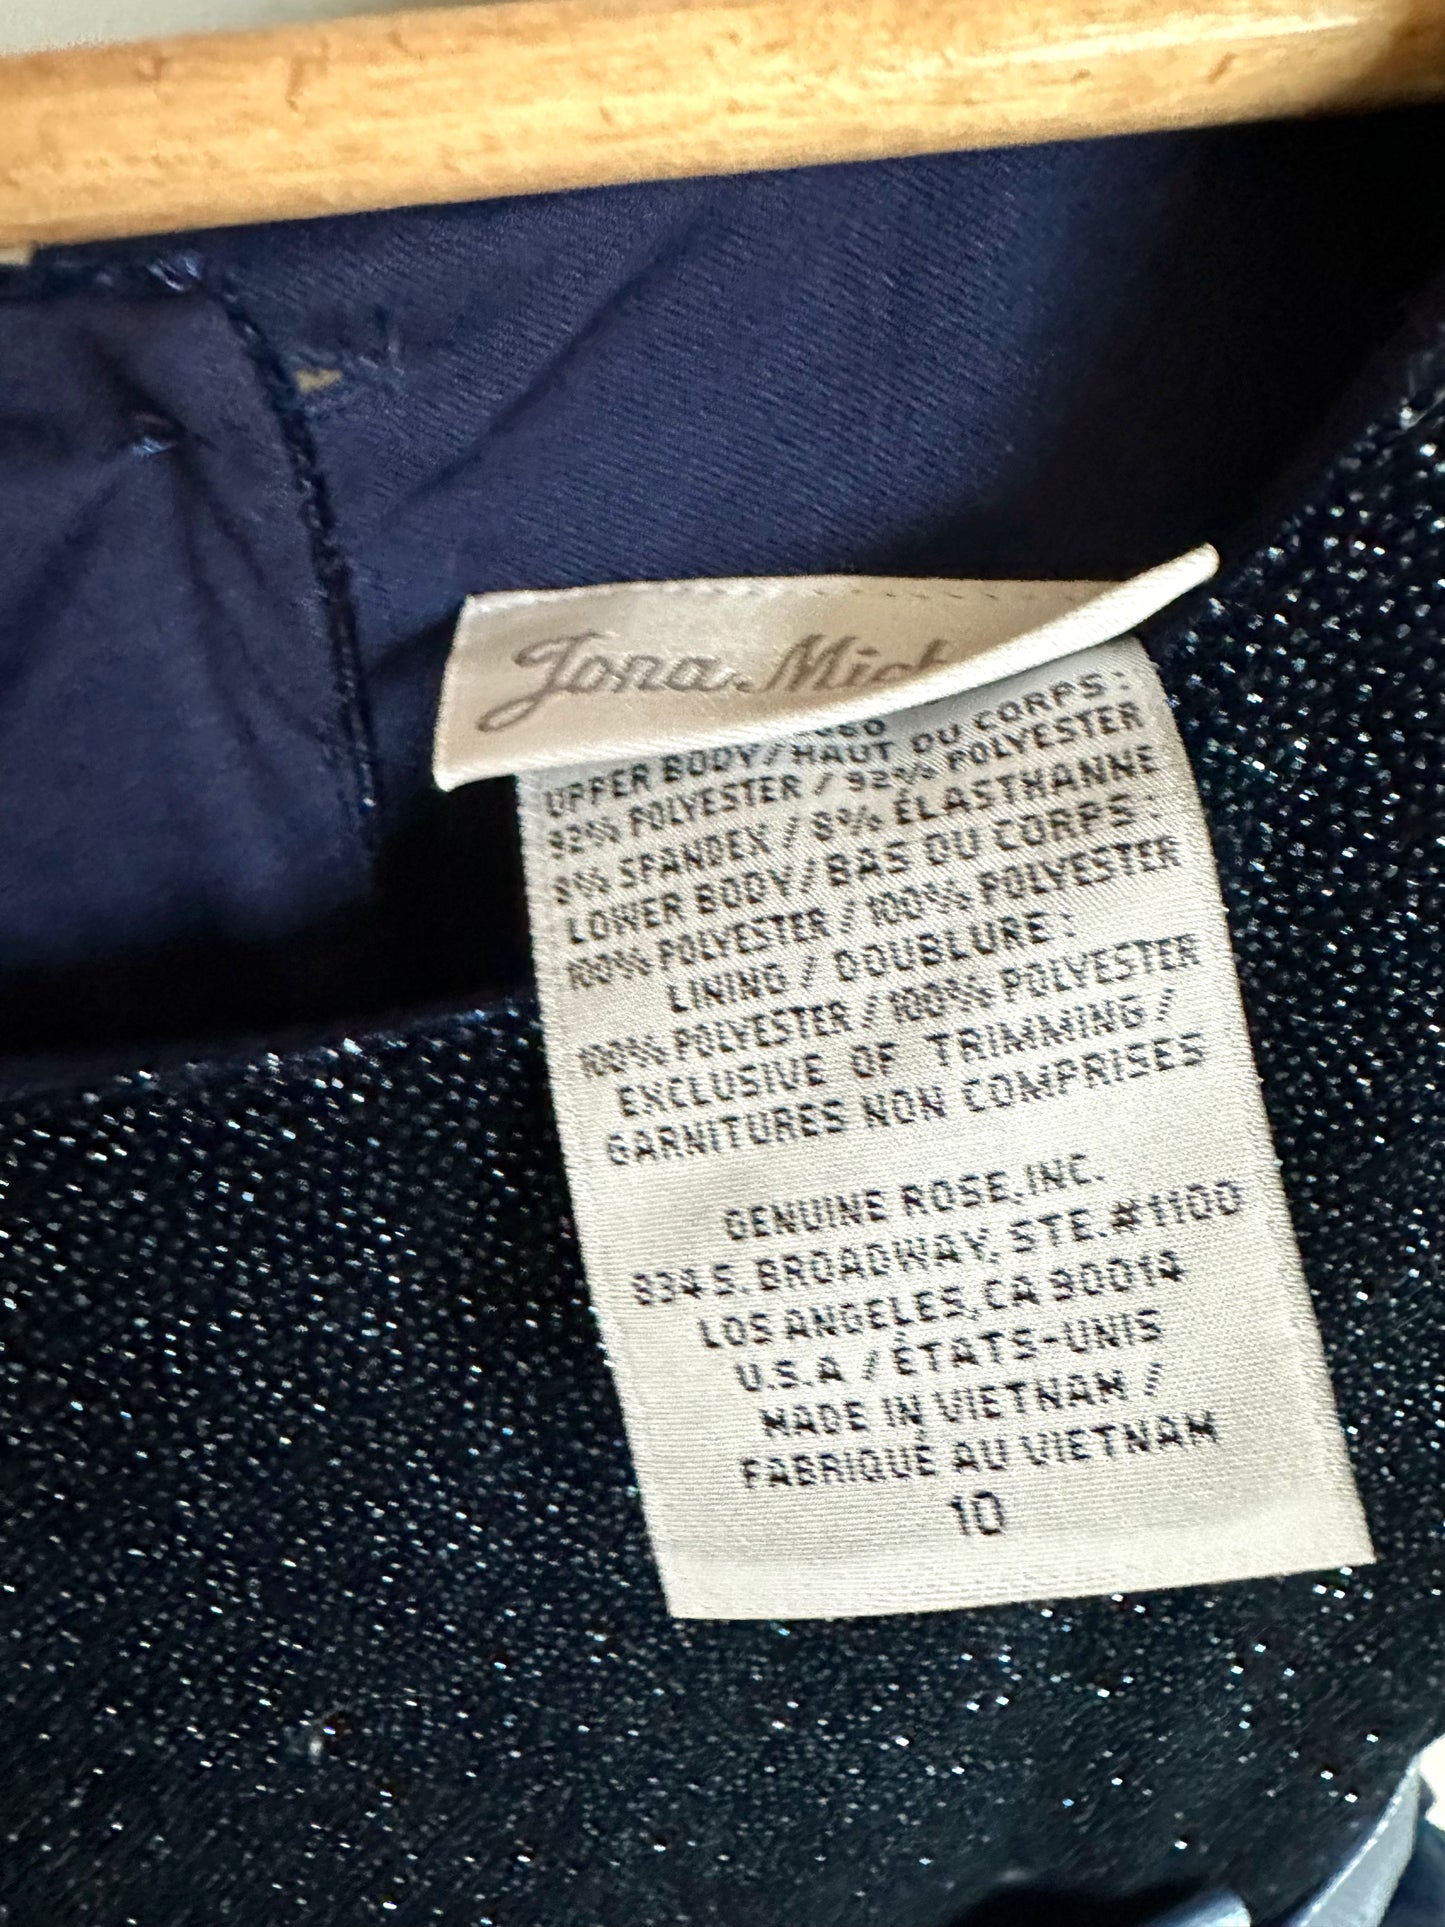 Jona
UPPER BODY / HAUT DU CORPS :
92% POLYESTER / 92% POLYESTER
8% SPANDEX / 8% ÉLASTHANNE
LOWER BODY / BAS DU CORPS :
100% POLYESTER / 100% POLYESTER
LINING / DOUBLURE :
100% POLYESTER / 100% POLYESTER
EXCLUSIVE OF TRIMMING /
GARNITURES NON COMPRISES
GENUINE ROSE, INC.
834 S. BROADWAY, STE. #1100
LOS ANGELES, CA 90014
U.S.A / ÉTATS-UNIS
MADE IN VIETNAM /
FABRIQUÉ AU VIETNAM
10